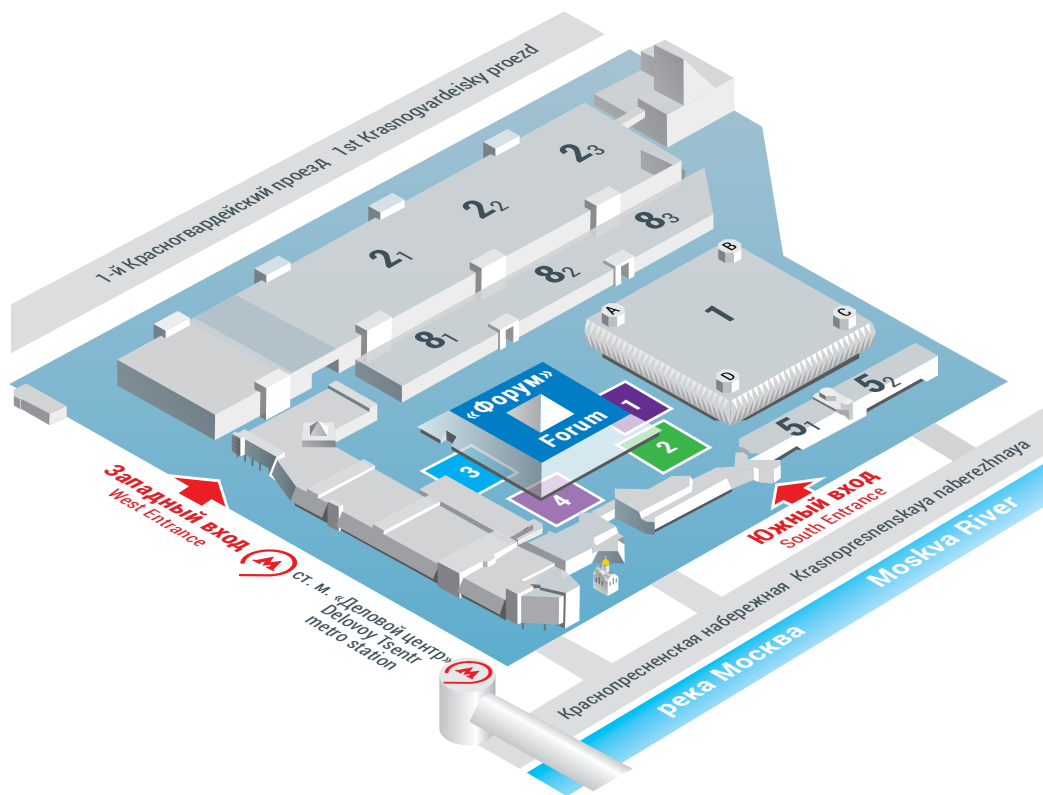 1-й Красногвардейский проезд 1st Krasnogvardeisky proezd
2₃
2₂
2₁
8₃
8₂
8₁
B
A
1
C
D
5₂
5₁
«Форум»
Forum
1
2
3
4
Западный вход
West Entrance
Южный вход
South Entrance
ст. м. «Деловой центр»
Delovoy Tsentr
metro station
Краснопресненская набережная Krasnopresnenskaya naberezhnaya
река Москва Moskva River